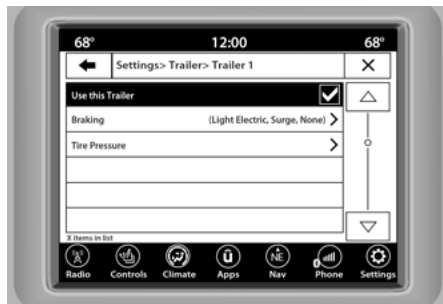 68° 12:00 68°
Settings> Trailer> Trailer 1
Use this Trailer
Braking (Light Electric, Surge, None)
Tire Pressure
X items in list
Radio Controls Climate Apps Nav Phone Settings